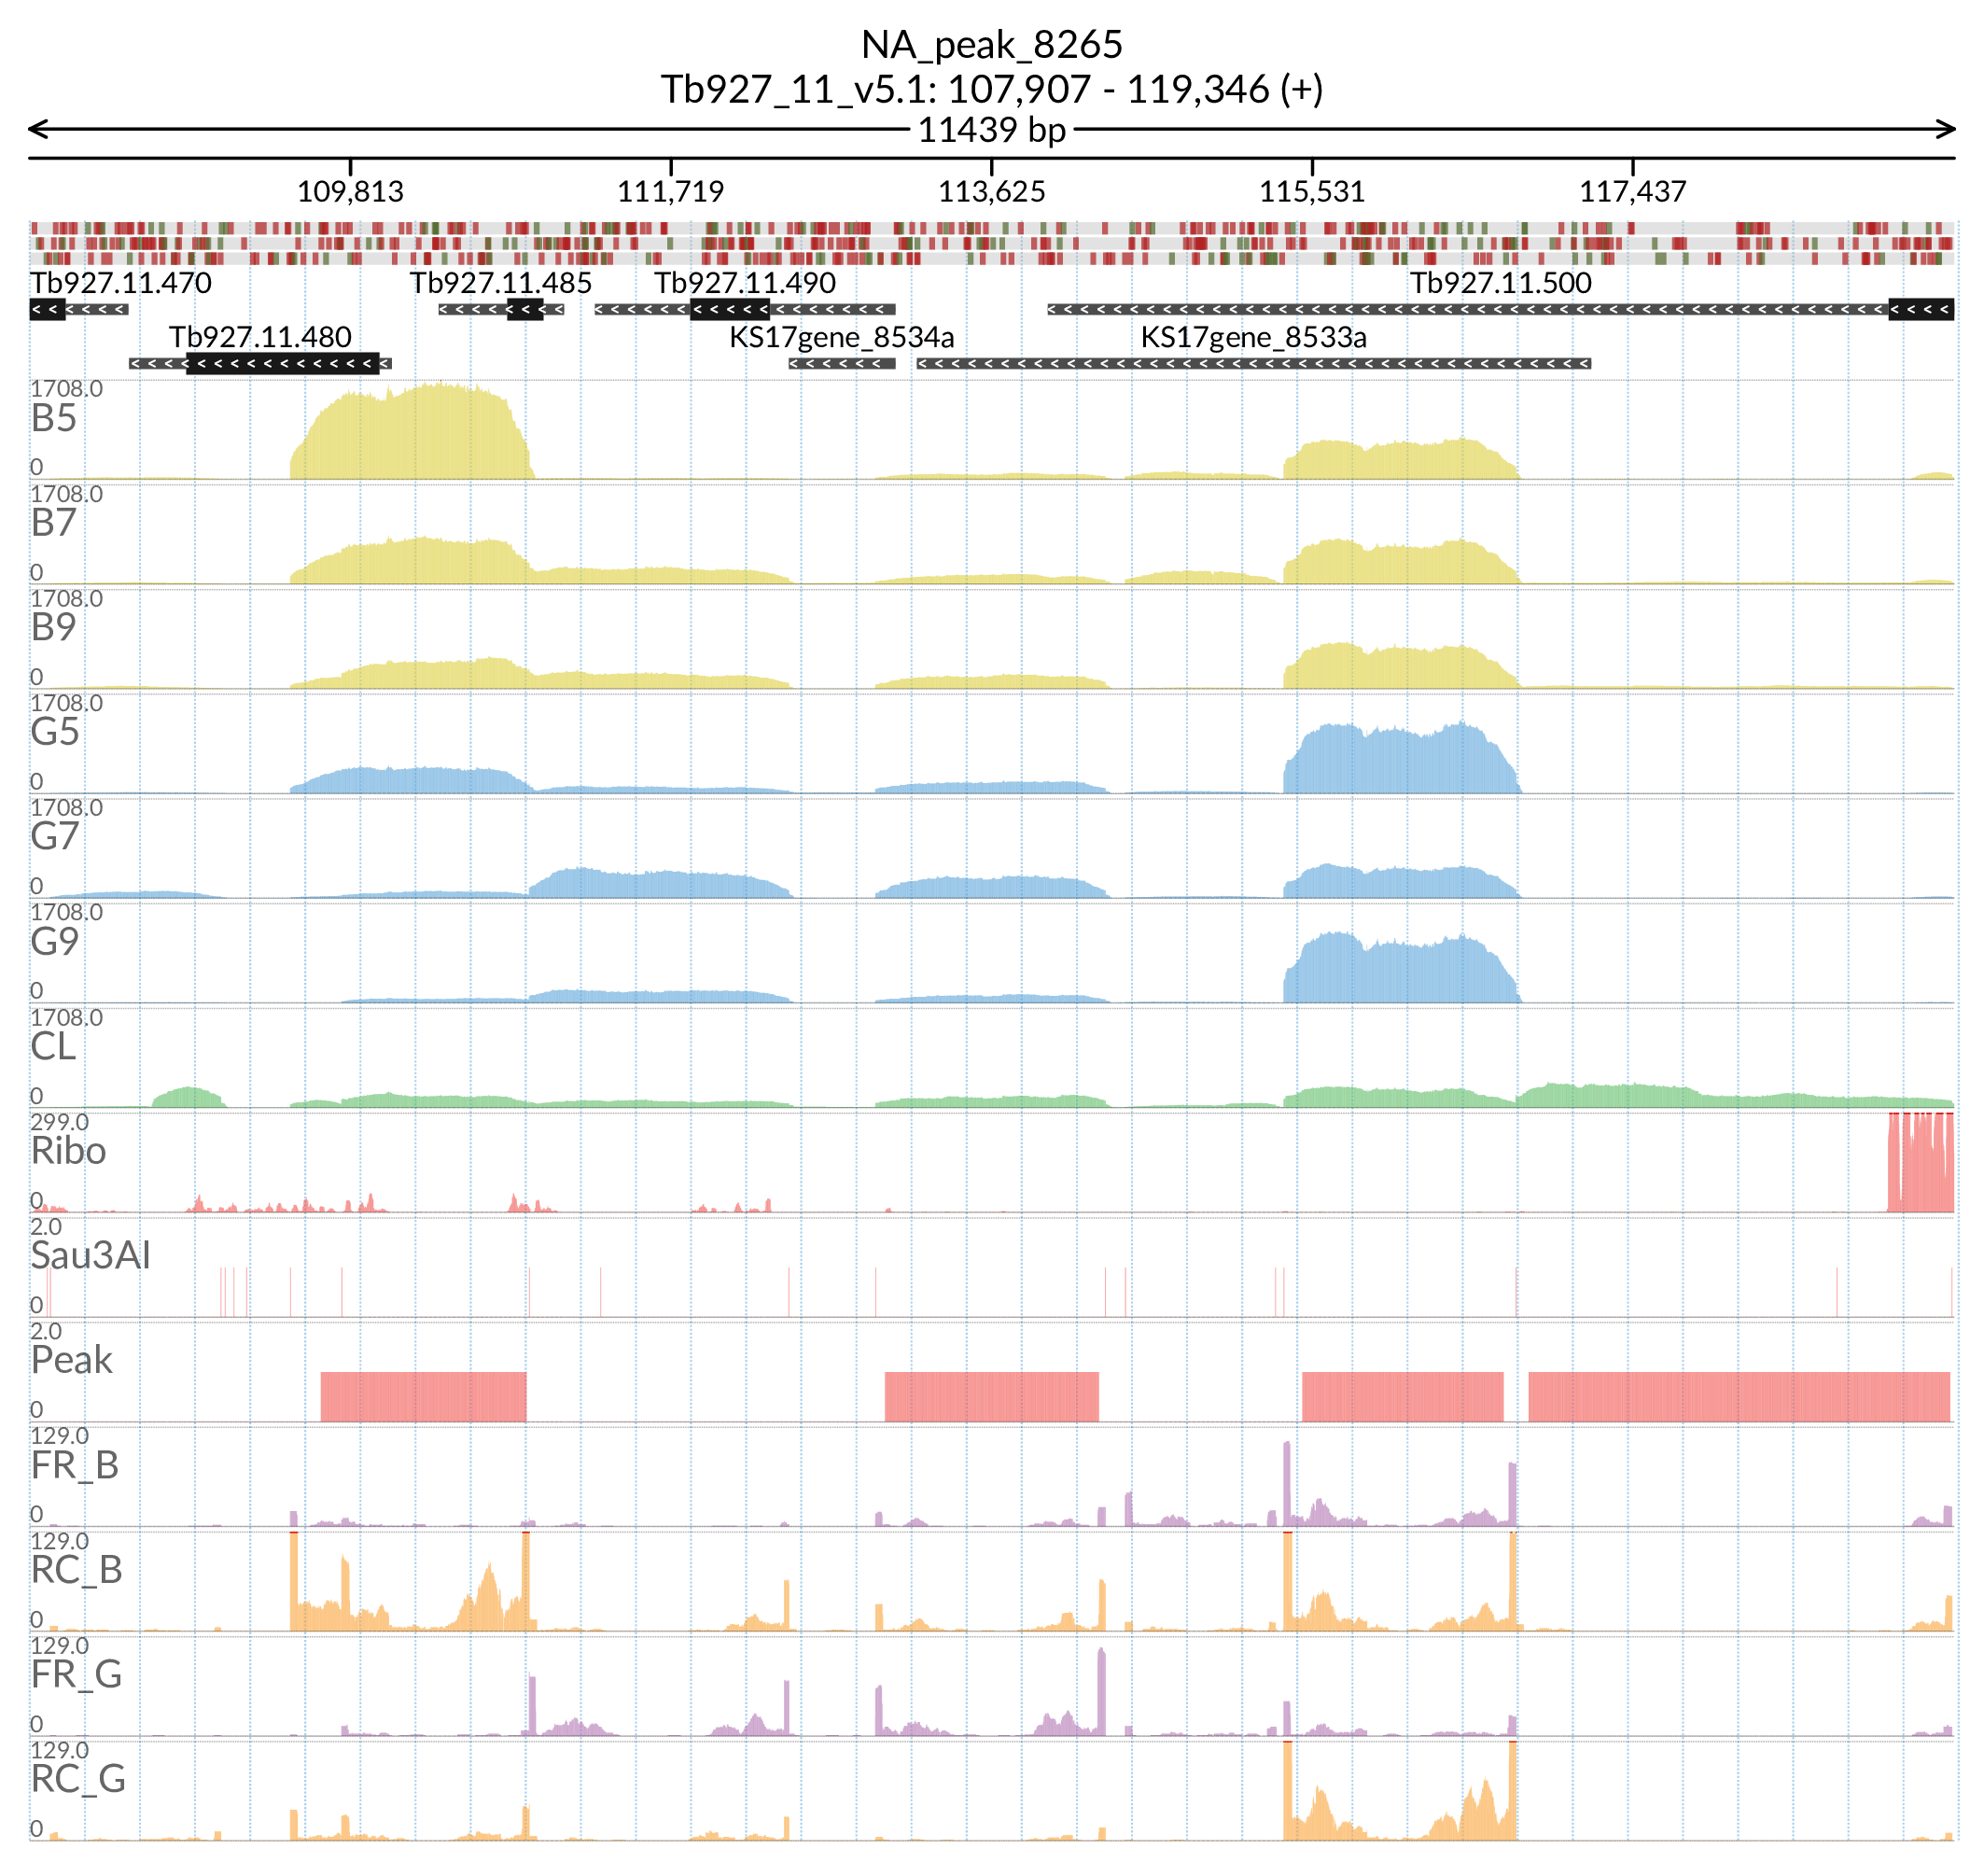 NA_peak_8265
Tb927_11_v5.1: 107,907 - 119,346 (+)
11439 bp
109,813 111,719 113,625 115,531 117,437
Tb927.11.470 Tb927.11.485 Tb927.11.490 Tb927.11.500
Tb927.11.480 KS17gene_8534a KS17gene_8533a
1708.0
B5
0
1708.0
B7
0
1708.0
B9
0
1708.0
G5
0
1708.0
G7
0
1708.0
G9
0
1708.0
CL
0
299.0
Ribo
0
2.0
Sau3AI
0
2.0
Peak
0
129.0
FR_B
0
129.0
RC_B
0
129.0
FR_G
0
129.0
RC_G
0